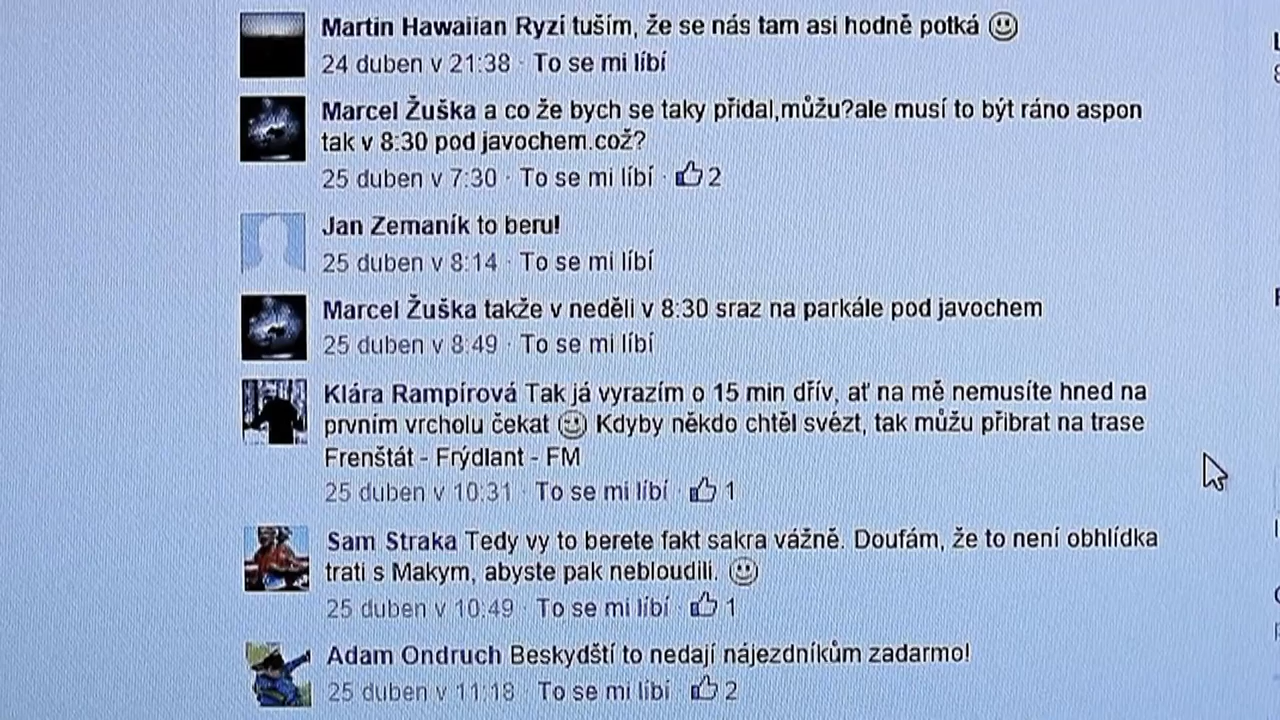 Martin Hawaiian Ryzí tuším, že se nás tam asi hodně potká
24 duben v 21:38 · To se mi líbí
Marcel Žuška a co že bych se taky přidal,můžu?ale musí to být ráno aspon
tak v 8:30 pod javochem.což?
25 duben v 7:30 · To se mi líbí · 2
Jan Zemaník to beru!
25 duben v 8:14 · To se mi líbí
Marcel Žuška takže v neděli v 8:30 sraz na parkále pod javochem
25 duben v 8:49 · To se mi líbí
Klára Rampírová Tak já vyrazím o 15 min dřív, ať na mě nemusíte hned na
prvním vrcholu čekat Kdyby někdo chtěl svézt, tak můžu přibrat na trase
Frenštát - Frýdlant - FM
25 duben v 10:31 · To se mi líbí · 1
Sam Straka Tedy vy to berete fakt sakra vážně. Doufám, že to není obhlídka
trati s Makym, abyste pak nebloudili.
25 duben v 10:49 · To se mi líbí · 1
Adam Ondruch Beskydští to nedají nájezdníkům zadarmo!
25 duben v 11:18 · To se mi líbí · 2